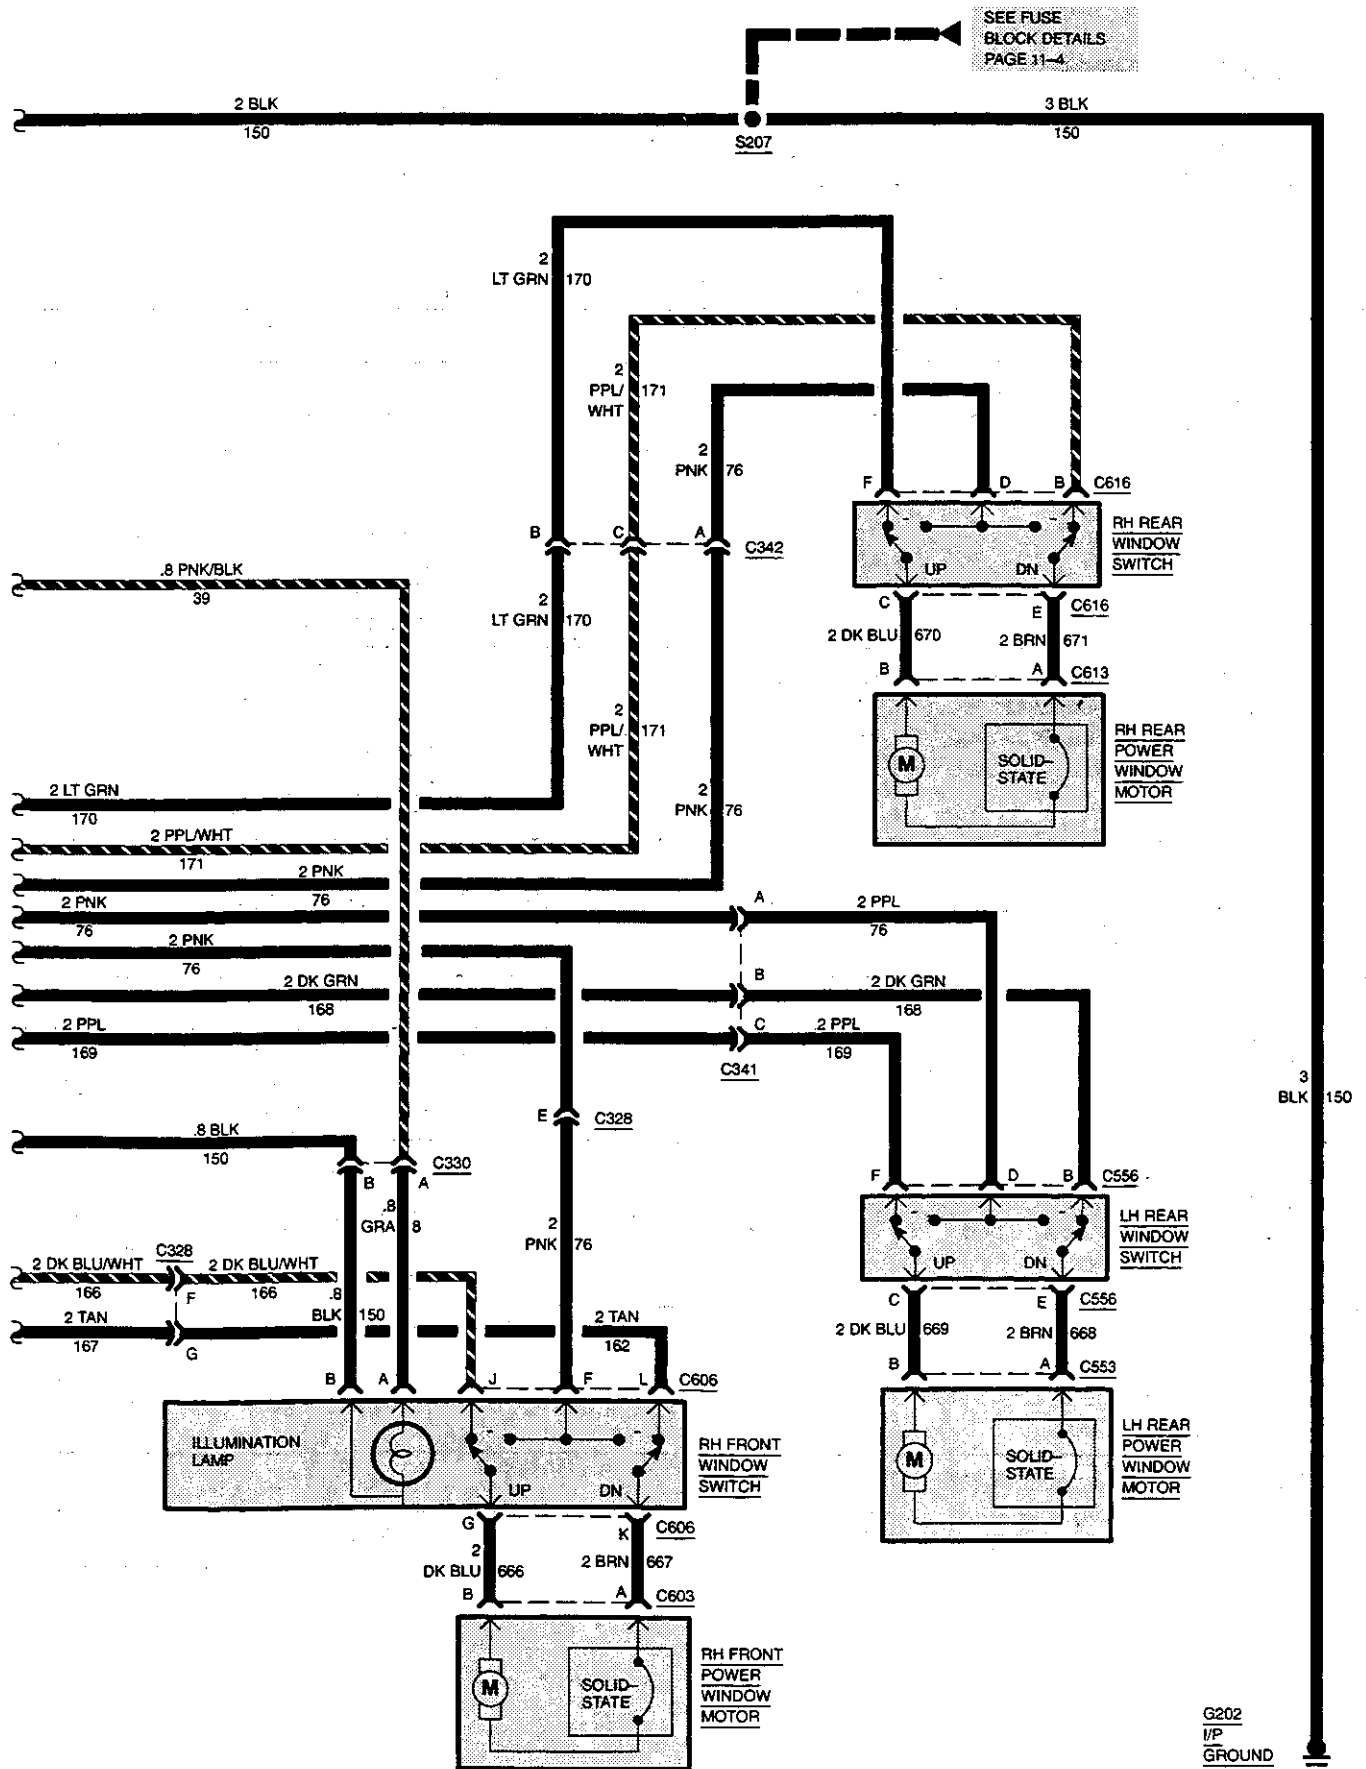 SEE FUSE
BLOCK DETAILS
PAGE 11-4
2 BLK
150
3 BLK
150
S207
2
LT GRN 170
2
PPL/ 171
WHT
2
PNK 76
F D B C616
RH REAR
WINDOW
SWITCH
UP DN
B C A C342
.8 PNK/BLK
39
2
LT GRN 170
C E C616
2 DK BLU 670
2 BRN 671
B A C613
2
PPL/ 171
WHT
M
SOLID-
STATE
RH REAR
POWER
WINDOW
MOTOR
2 LT GRN
170
2
PNK 76
2 PPL/WHT
171
2 PNK
76
2 PNK
76
A
2 PPL
76
2 PNK
76
2 DK GRN
168
B
2 DK GRN
168
2 PPL
169
C
2 PPL
169
C341
3
BLK 150
E C328
.8 BLK
150
C330
B A
.8
GRA 8
F D B C556
LH REAR
WINDOW
SWITCH
UP DN
2
PNK 76
C328
2 DK BLU/WHT
166
F
2 DK BLU/WHT
166
.8
BLK 150
2 TAN
167
G
2 TAN
162
C E C556
2 DK BLU 669
2 BRN 668
B A C553
B A J F L C606
ILLUMINATION
LAMP
UP DN
RH FRONT
WINDOW
SWITCH
M
SOLID-
STATE
LH REAR
POWER
WINDOW
MOTOR
G K C606
2
DK BLU 666
2 BRN 667
B A C603
M
SOLID-
STATE
RH FRONT
POWER
WINDOW
MOTOR
G202
I/P
GROUND